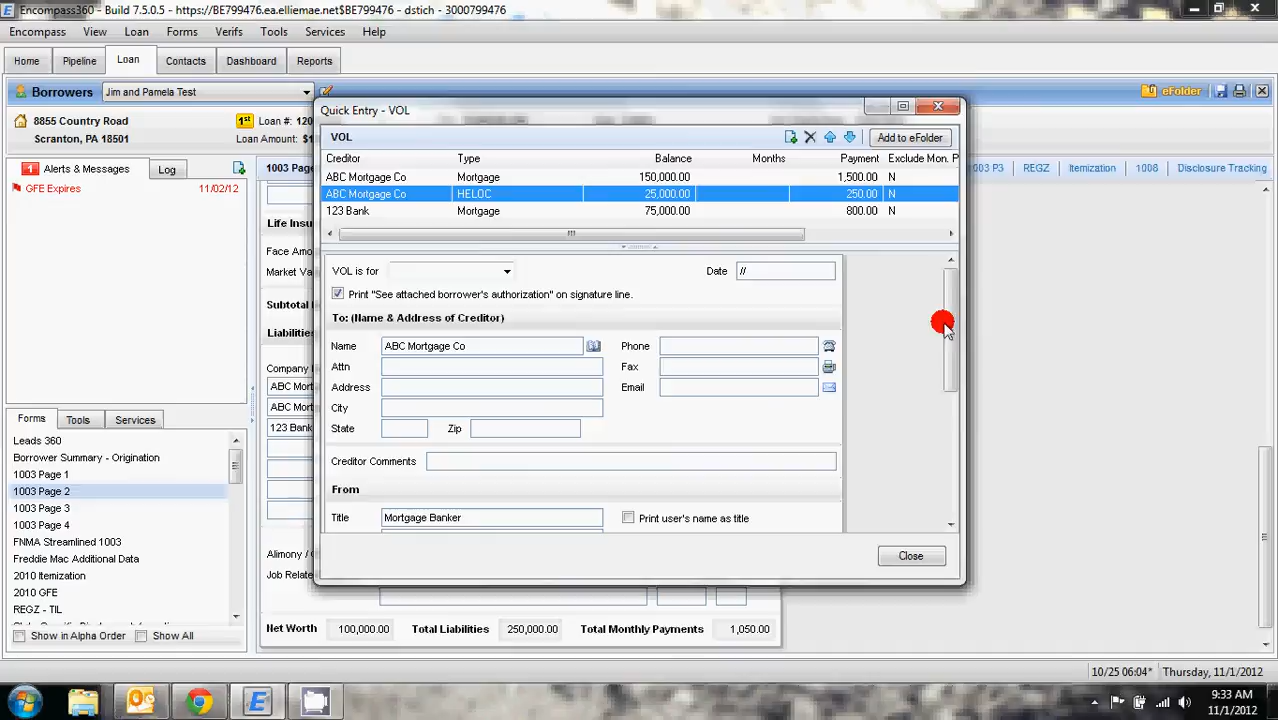 Encompass360 - Build 7.5.0.5 - https://BE799476.ea.elliemae.net$BE799476 - dstich - 3000799476
Encompass View Loan Forms Verifs Tools Services Help
Home Pipeline Loan Contacts Dashboard Reports
Borrowers Jim and Pamela Test eFolder
8855 Country Road 1st Loan #: 120
Scranton, PA 18501 Loan Amount: $1
1 Alerts & Messages Log
GFE Expires 11/02/12
1003 Page 2
1003 P3 REGZ Itemization 1008 Disclosure Tracking
Life Insu
Face Amo
Market Va
Subtotal
Liabilities
Company
ABC Mort
ABC Mort
123 Bank
Alimony /
Job Relate
Net Worth 100,000.00 Total Liabilities 250,000.00 Total Monthly Payments 1,050.00
Quick Entry - VOL
VOL Add to eFolder
Creditor Type Balance Months Payment Exclude Mon. P
ABC Mortgage Co Mortgage 150,000.00 1,500.00 N
ABC Mortgage Co HELOC 25,000.00 250.00 N
123 Bank Mortgage 75,000.00 800.00 N
VOL is for Date //
Print "See attached borrower's authorization" on signature line.
To: (Name & Address of Creditor)
Name ABC Mortgage Co Phone
Attn Fax
Address Email
City
State Zip
Creditor Comments
From
Title Mortgage Banker Print user's name as title
Close
Forms Tools Services
Leads 360
Borrower Summary - Origination
1003 Page 1
1003 Page 2
1003 Page 3
1003 Page 4
FNMA Streamlined 1003
Freddie Mac Additional Data
2010 Itemization
2010 GFE
REGZ - TIL
Show in Alpha Order Show All
10/25 06:04* Thursday, 11/1/2012
9:33 AM
11/1/2012